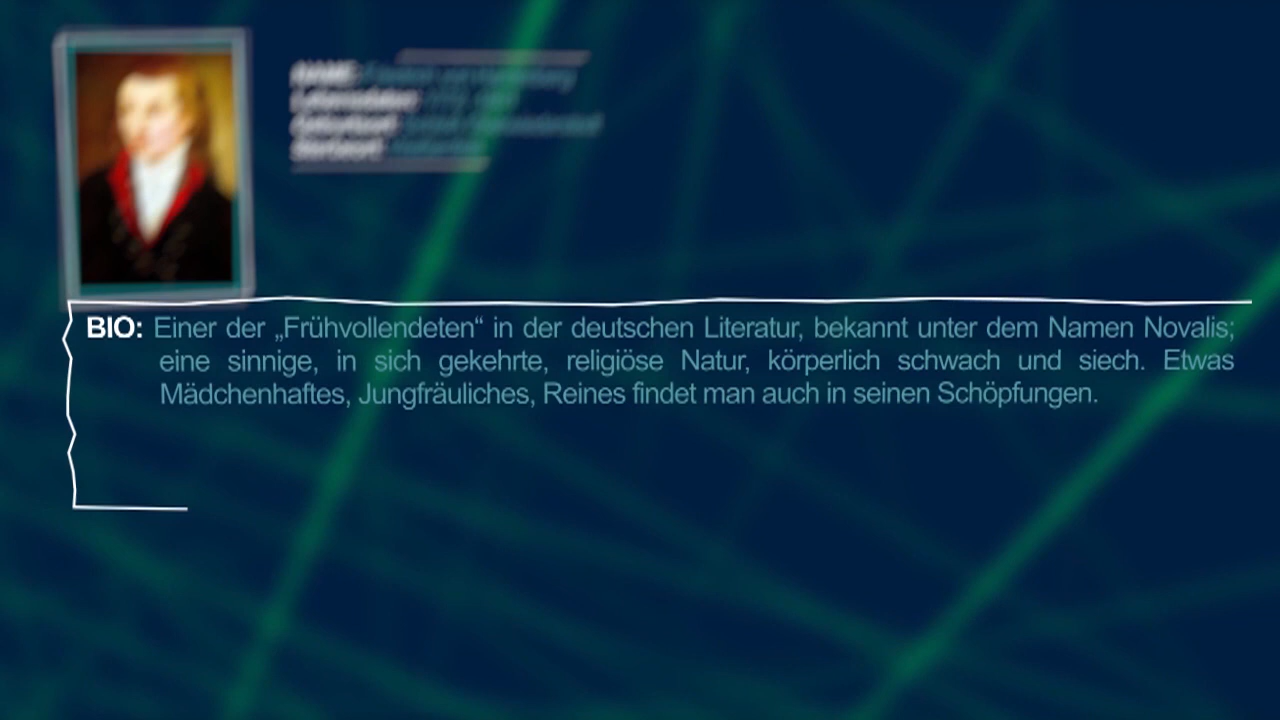 NAME:
BIO: Einer der „Frühvollendeten“ in der deutschen Literatur, bekannt unter dem Namen Novalis;
eine sinnige, in sich gekehrte, religiöse Natur, körperlich schwach und siech. Etwas
Mädchenhaftes, Jungfräuliches, Reines findet man auch in seinen Schöpfungen.